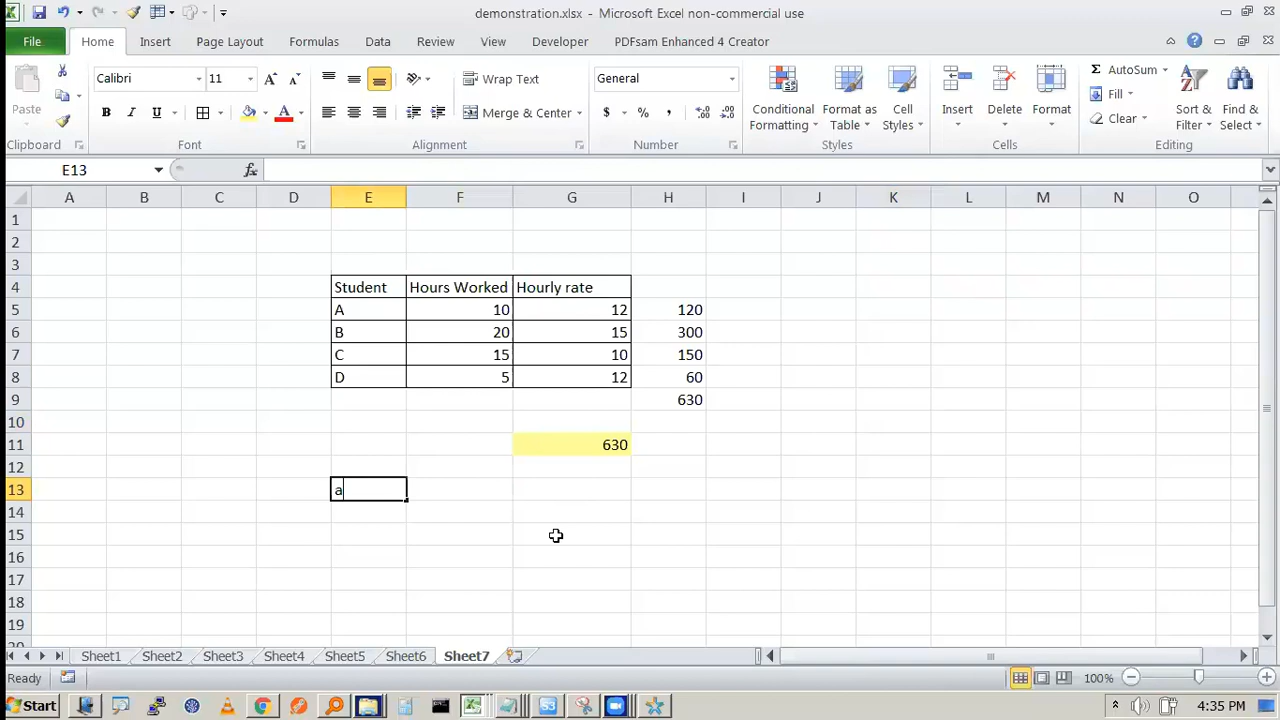 demonstration.xlsx - Microsoft Excel non-commercial use
File Home Insert Page Layout Formulas Data Review View Developer PDFsam Enhanced 4 Creator
Paste
Calibri 11
B I U
Wrap Text
Merge & Center
General
$ % ,
Conditional Formatting
Format as Table
Cell Styles
Insert Delete Format
Σ AutoSum
Fill
Clear
Sort & Filter
Find & Select
Clipboard Font Alignment Number Styles Cells Editing
E13 fx
A B C D E F G H I J K L M N O
1
2
3
4 Student Hours Worked Hourly rate
5 A 10 12 120
6 B 20 15 300
7 C 15 10 150
8 D 5 12 60
9 630
10
11 630
12
13 a
14
15
16
17
18
19
20
Sheet1 Sheet2 Sheet3 Sheet4 Sheet5 Sheet6 Sheet7
Ready 100%
Start 4:35 PM